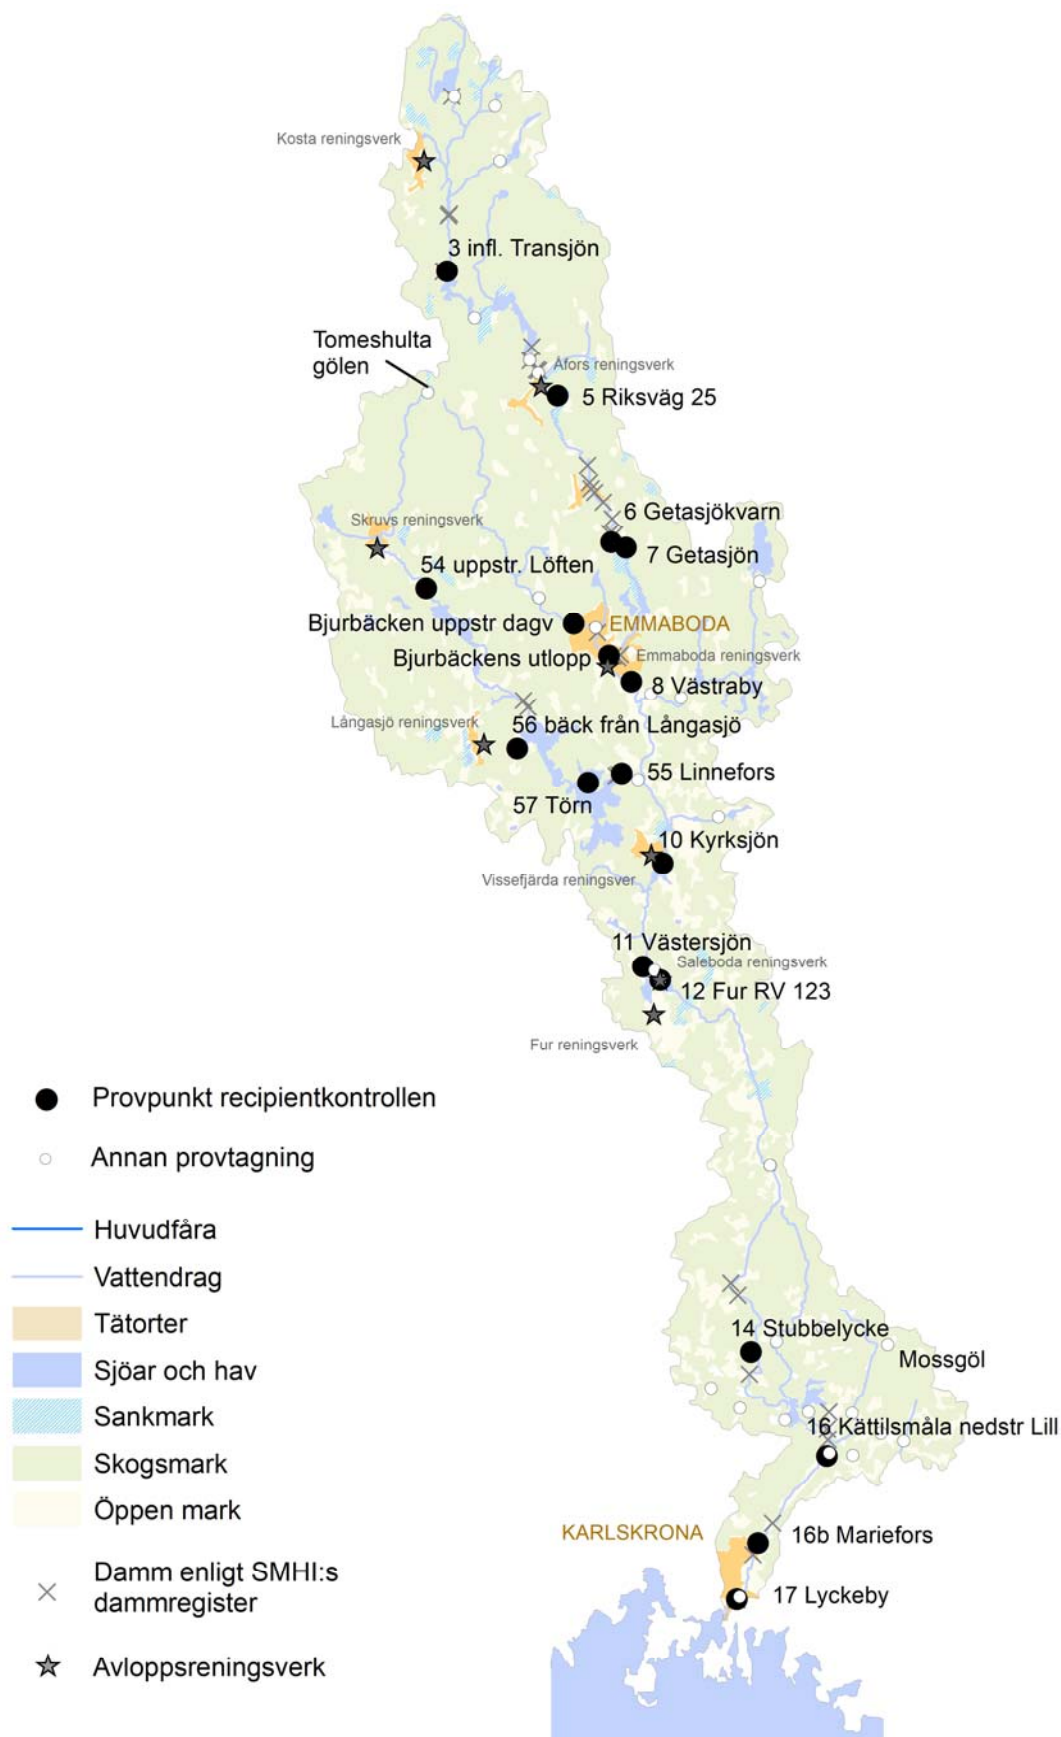 Kosta reningsverk
3 infl. Transjön
Tomeshulta
gölen
Åfors reningsverk
5 Riksväg 25
6 Getasjökvarn
Skruvs reningsverk
7 Getasjön
54 uppstr. Löften
Bjurbäcken uppstr dagv
EMMABODA
Bjurbäckens utlopp
Emmaboda reningsverk
8 Västraby
Långasjö reningsverk
56 bäck från Långasjö
55 Linnefors
57 Törn
10 Kyrksjön
Vissefjärda reningsver
11 Västersjön
Saleboda reningsverk
12 Fur RV 123
Fur reningsverk
Provpunkt recipientkontrollen
Annan provtagning
Huvudfåra
Vattendrag
Tätorter
Sjöar och hav
Sankmark
Skogsmark
Öppen mark
Damm enligt SMHI:s
dammregister
Avloppsreningsverk
14 Stubbelycke
Mossgöl
16 Kättilsmåla nedstr Lill
KARLSKRONA
16b Mariefors
17 Lyckeby